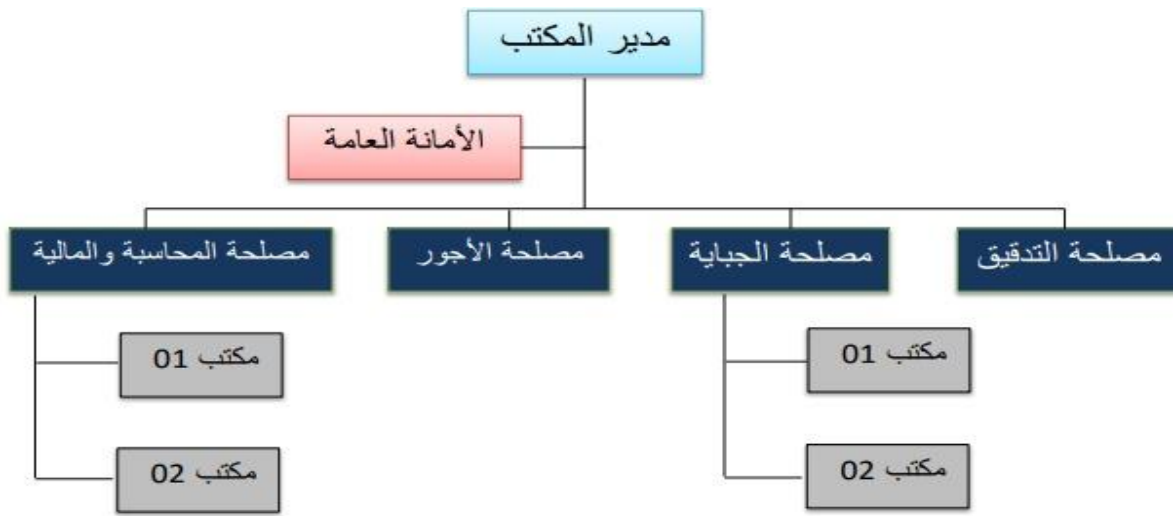 مدير المكتب
الأمانة العامة
مصلحة التدقيق
مصلحة الجباية
مصلحة الأجور
مصلحة المحاسبة والمالية
مكتب 01
مكتب 02
مكتب 01
مكتب 02